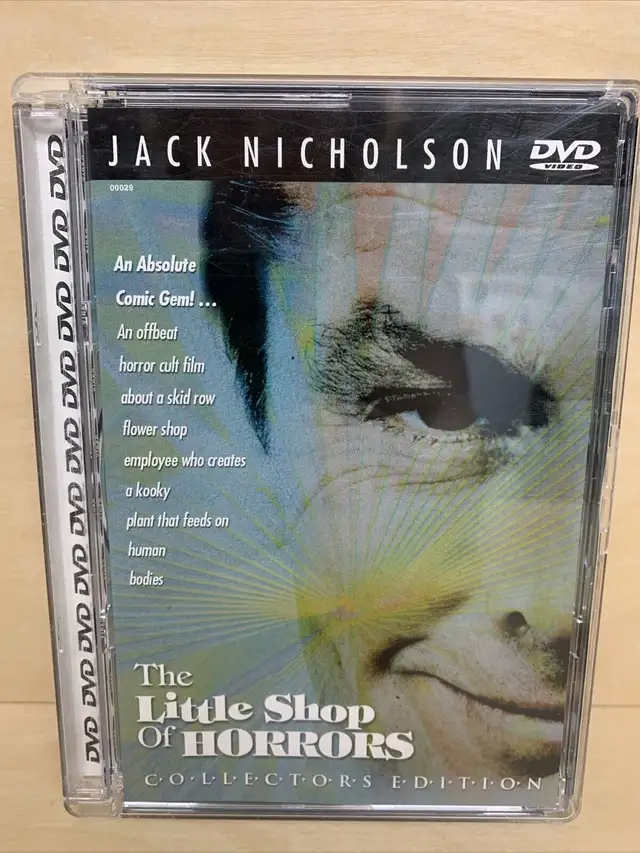 JACK NICHOLSON
DVD
VIDEO
00029
An Absolute
Comic Gem! ...
An offbeat
horror cult film
about a skid row
flower shop
employee who creates
a kooky
plant that feeds on
human
bodies
The
Little Shop
Of HORRORS
C·O·L·L·E·C·T·O·R·S E·D·I·T·I·O·N
DVD DVD DVD DVD DVD DVD DVD DVD DVD DVD